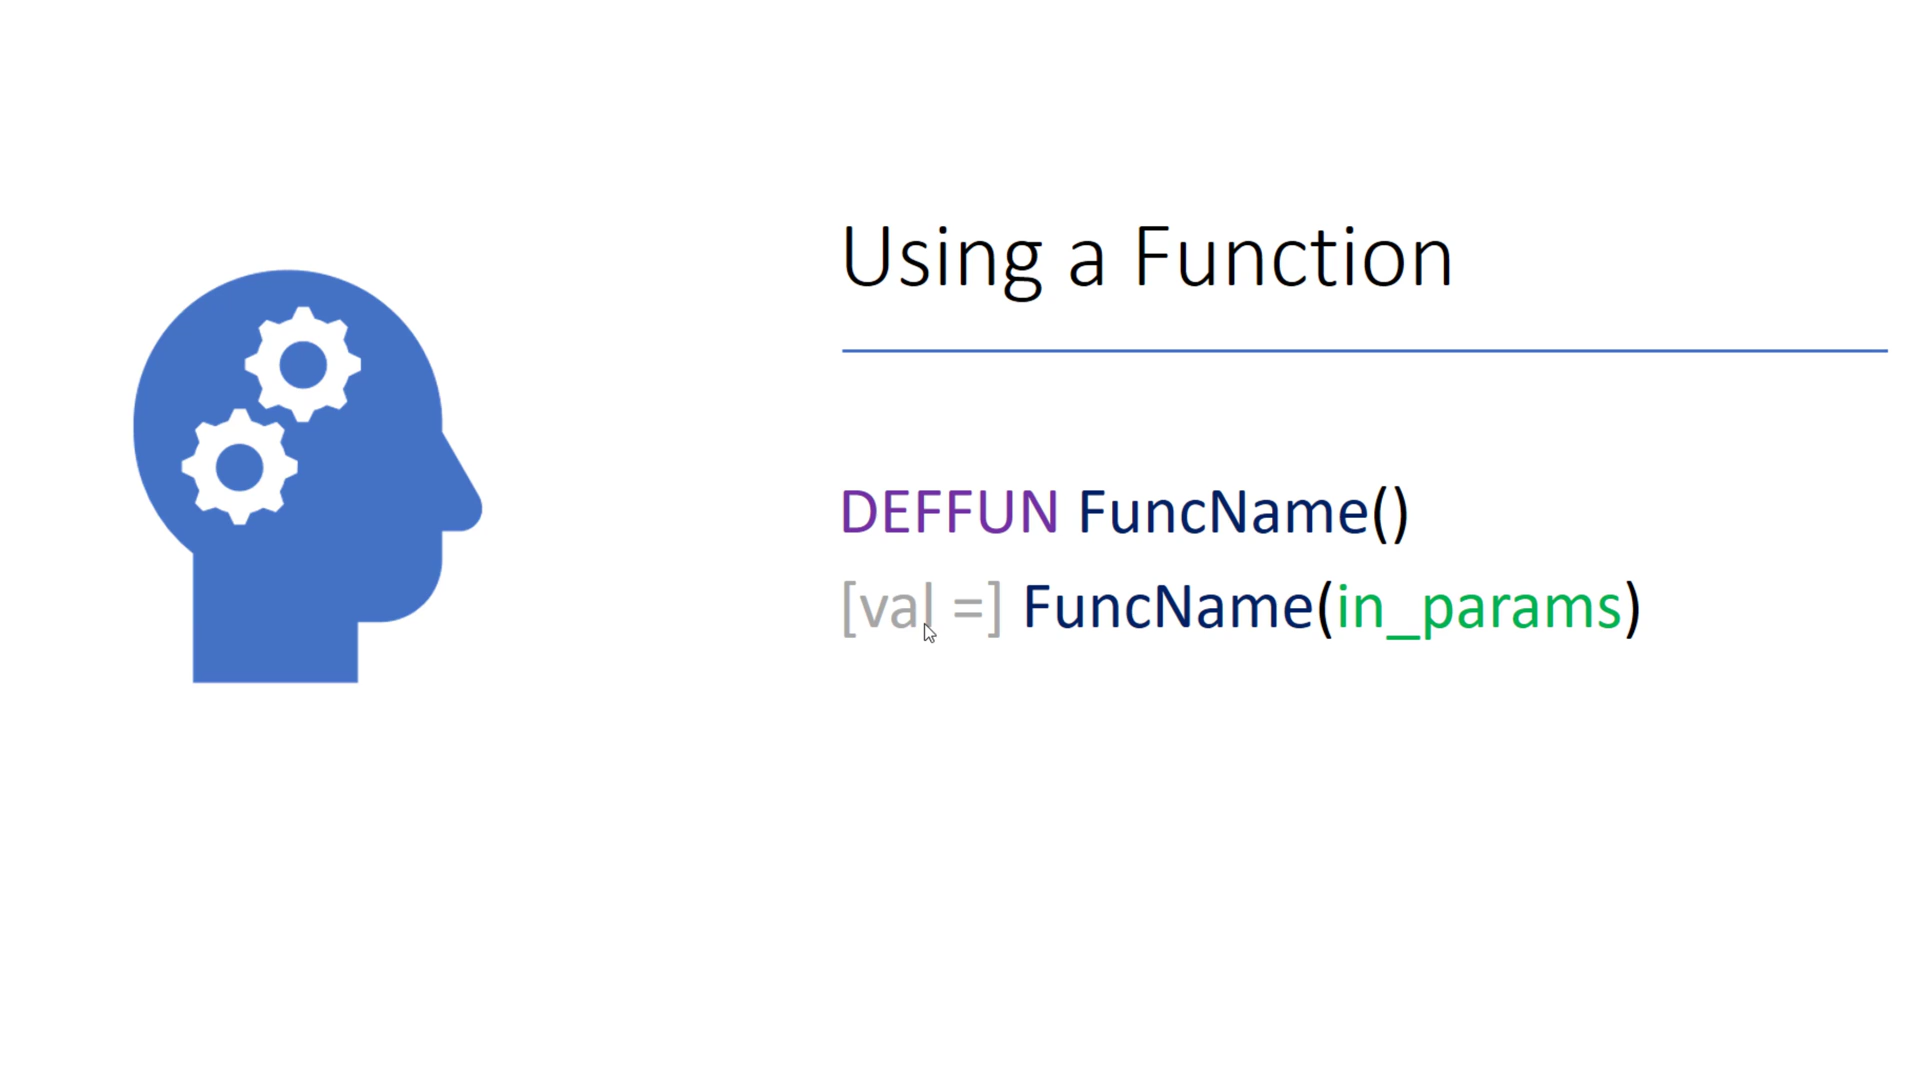 Using a Function
DEFFUN FuncName()
[val =] FuncName(in_params)